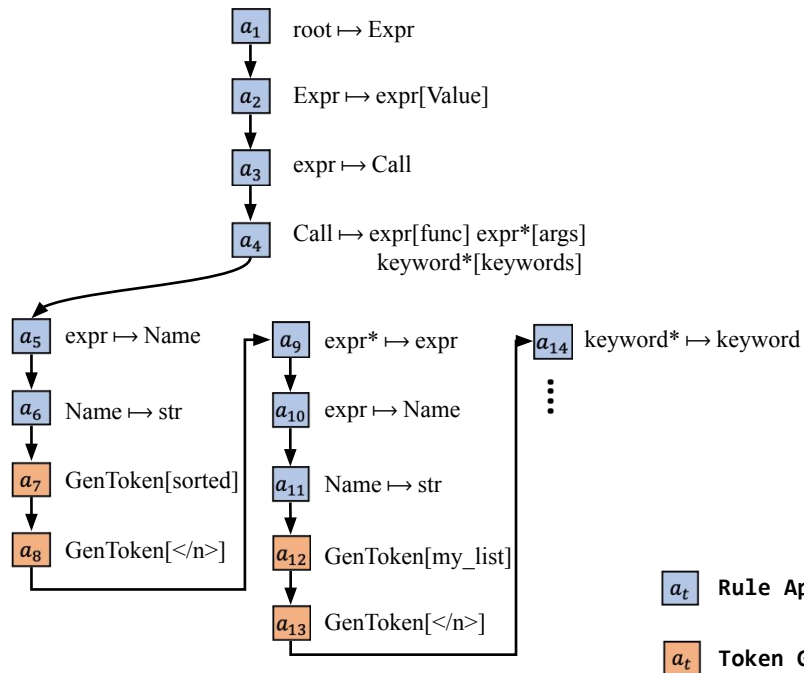 a₁ root ↦ Expr
a₂ Expr ↦ expr[Value]
a₃ expr ↦ Call
a₄ Call ↦ expr[func] expr*[args]
keyword*[keywords]
a₅ expr ↦ Name
a₆ Name ↦ str
a₇ GenToken[sorted]
a₈ GenToken[</n>]
a₉ expr* ↦ expr
a₁₀ expr ↦ Name
a₁₁ Name ↦ str
a₁₂ GenToken[my_list]
a₁₃ GenToken[</n>]
a₁₄ keyword* ↦ keyword
aₜ Rule Ap
aₜ Token G